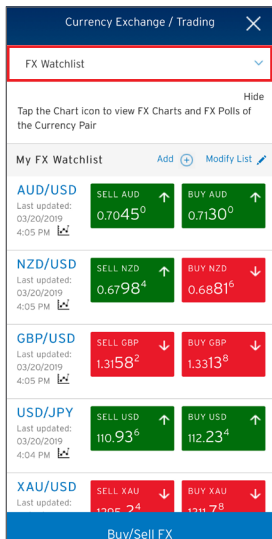 Currency Exchange / Trading
FX Watchlist
Hide
Tap the Chart icon to view FX Charts and FX Polls of
the Currency Pair
My FX Watchlist Add Modify List
AUD/USD
Last updated:
03/20/2019
4:05 PM
SELL AUD
0.7045⁰
BUY AUD
0.7130⁰
NZD/USD
Last updated:
03/20/2019
4:05 PM
SELL NZD
0.6798⁴
BUY NZD
0.6881⁶
GBP/USD
Last updated:
03/20/2019
4:05 PM
SELL GBP
1.3158²
BUY GBP
1.3313⁸
USD/JPY
Last updated:
03/20/2019
4:04 PM
SELL USD
110.93⁶
BUY USD
112.23⁴
XAU/USD
Last updated:
SELL XAU
BUY XAU
Buy/Sell FX